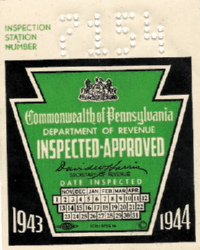 INSPECTION
STATION
NUMBER
7154
Commonwealth of Pennsylvania
DEPARTMENT OF REVENUE
INSPECTED-APPROVED
SECRETARY OF REVENUE
DATE INSPECTED
NOV. DEC JAN FEB MAR APR
1943
1944